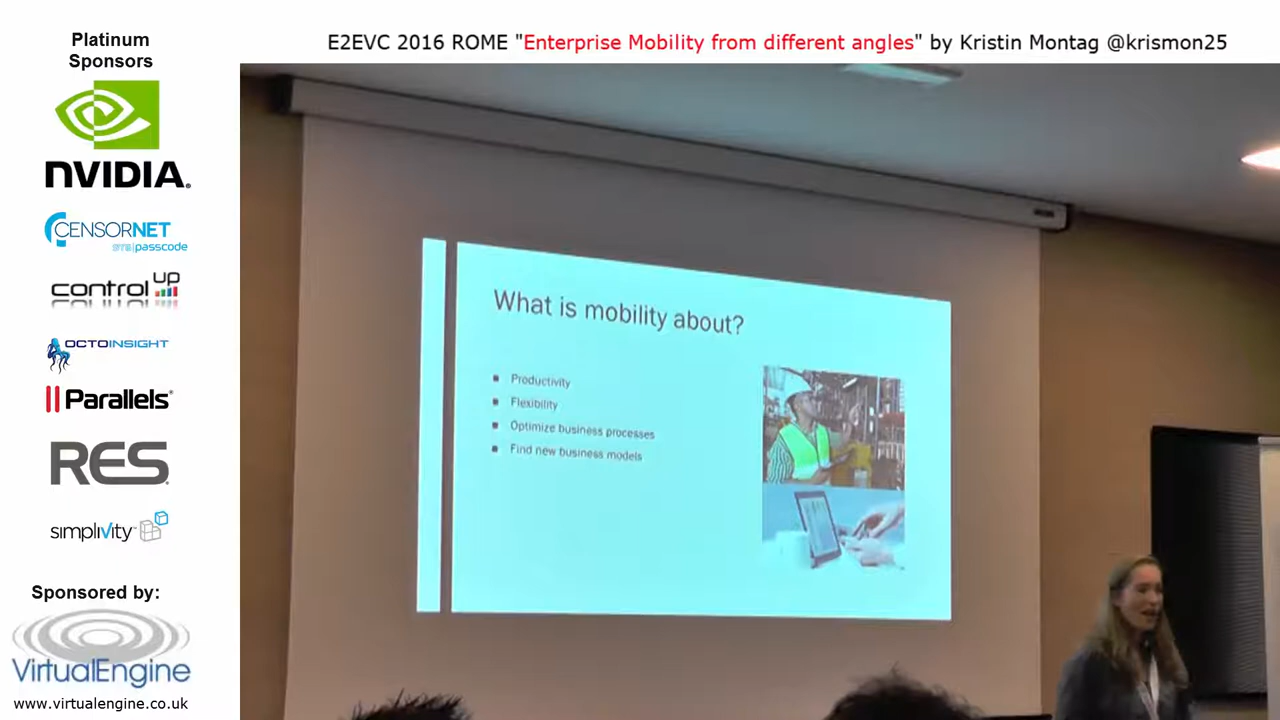 Platinum
Sponsors
E2EVC 2016 ROME "Enterprise Mobility from different angles" by Kristin Montag @krismon25
NVIDIA.
CENSORNET
passcode
control up
OCTOINSIGHT
Parallels®
RES
simplivity
Sponsored by:
VirtualEngine
www.virtualengine.co.uk
What is mobility about?
Productivity
Flexibility
Optimize business processes
Find new business models